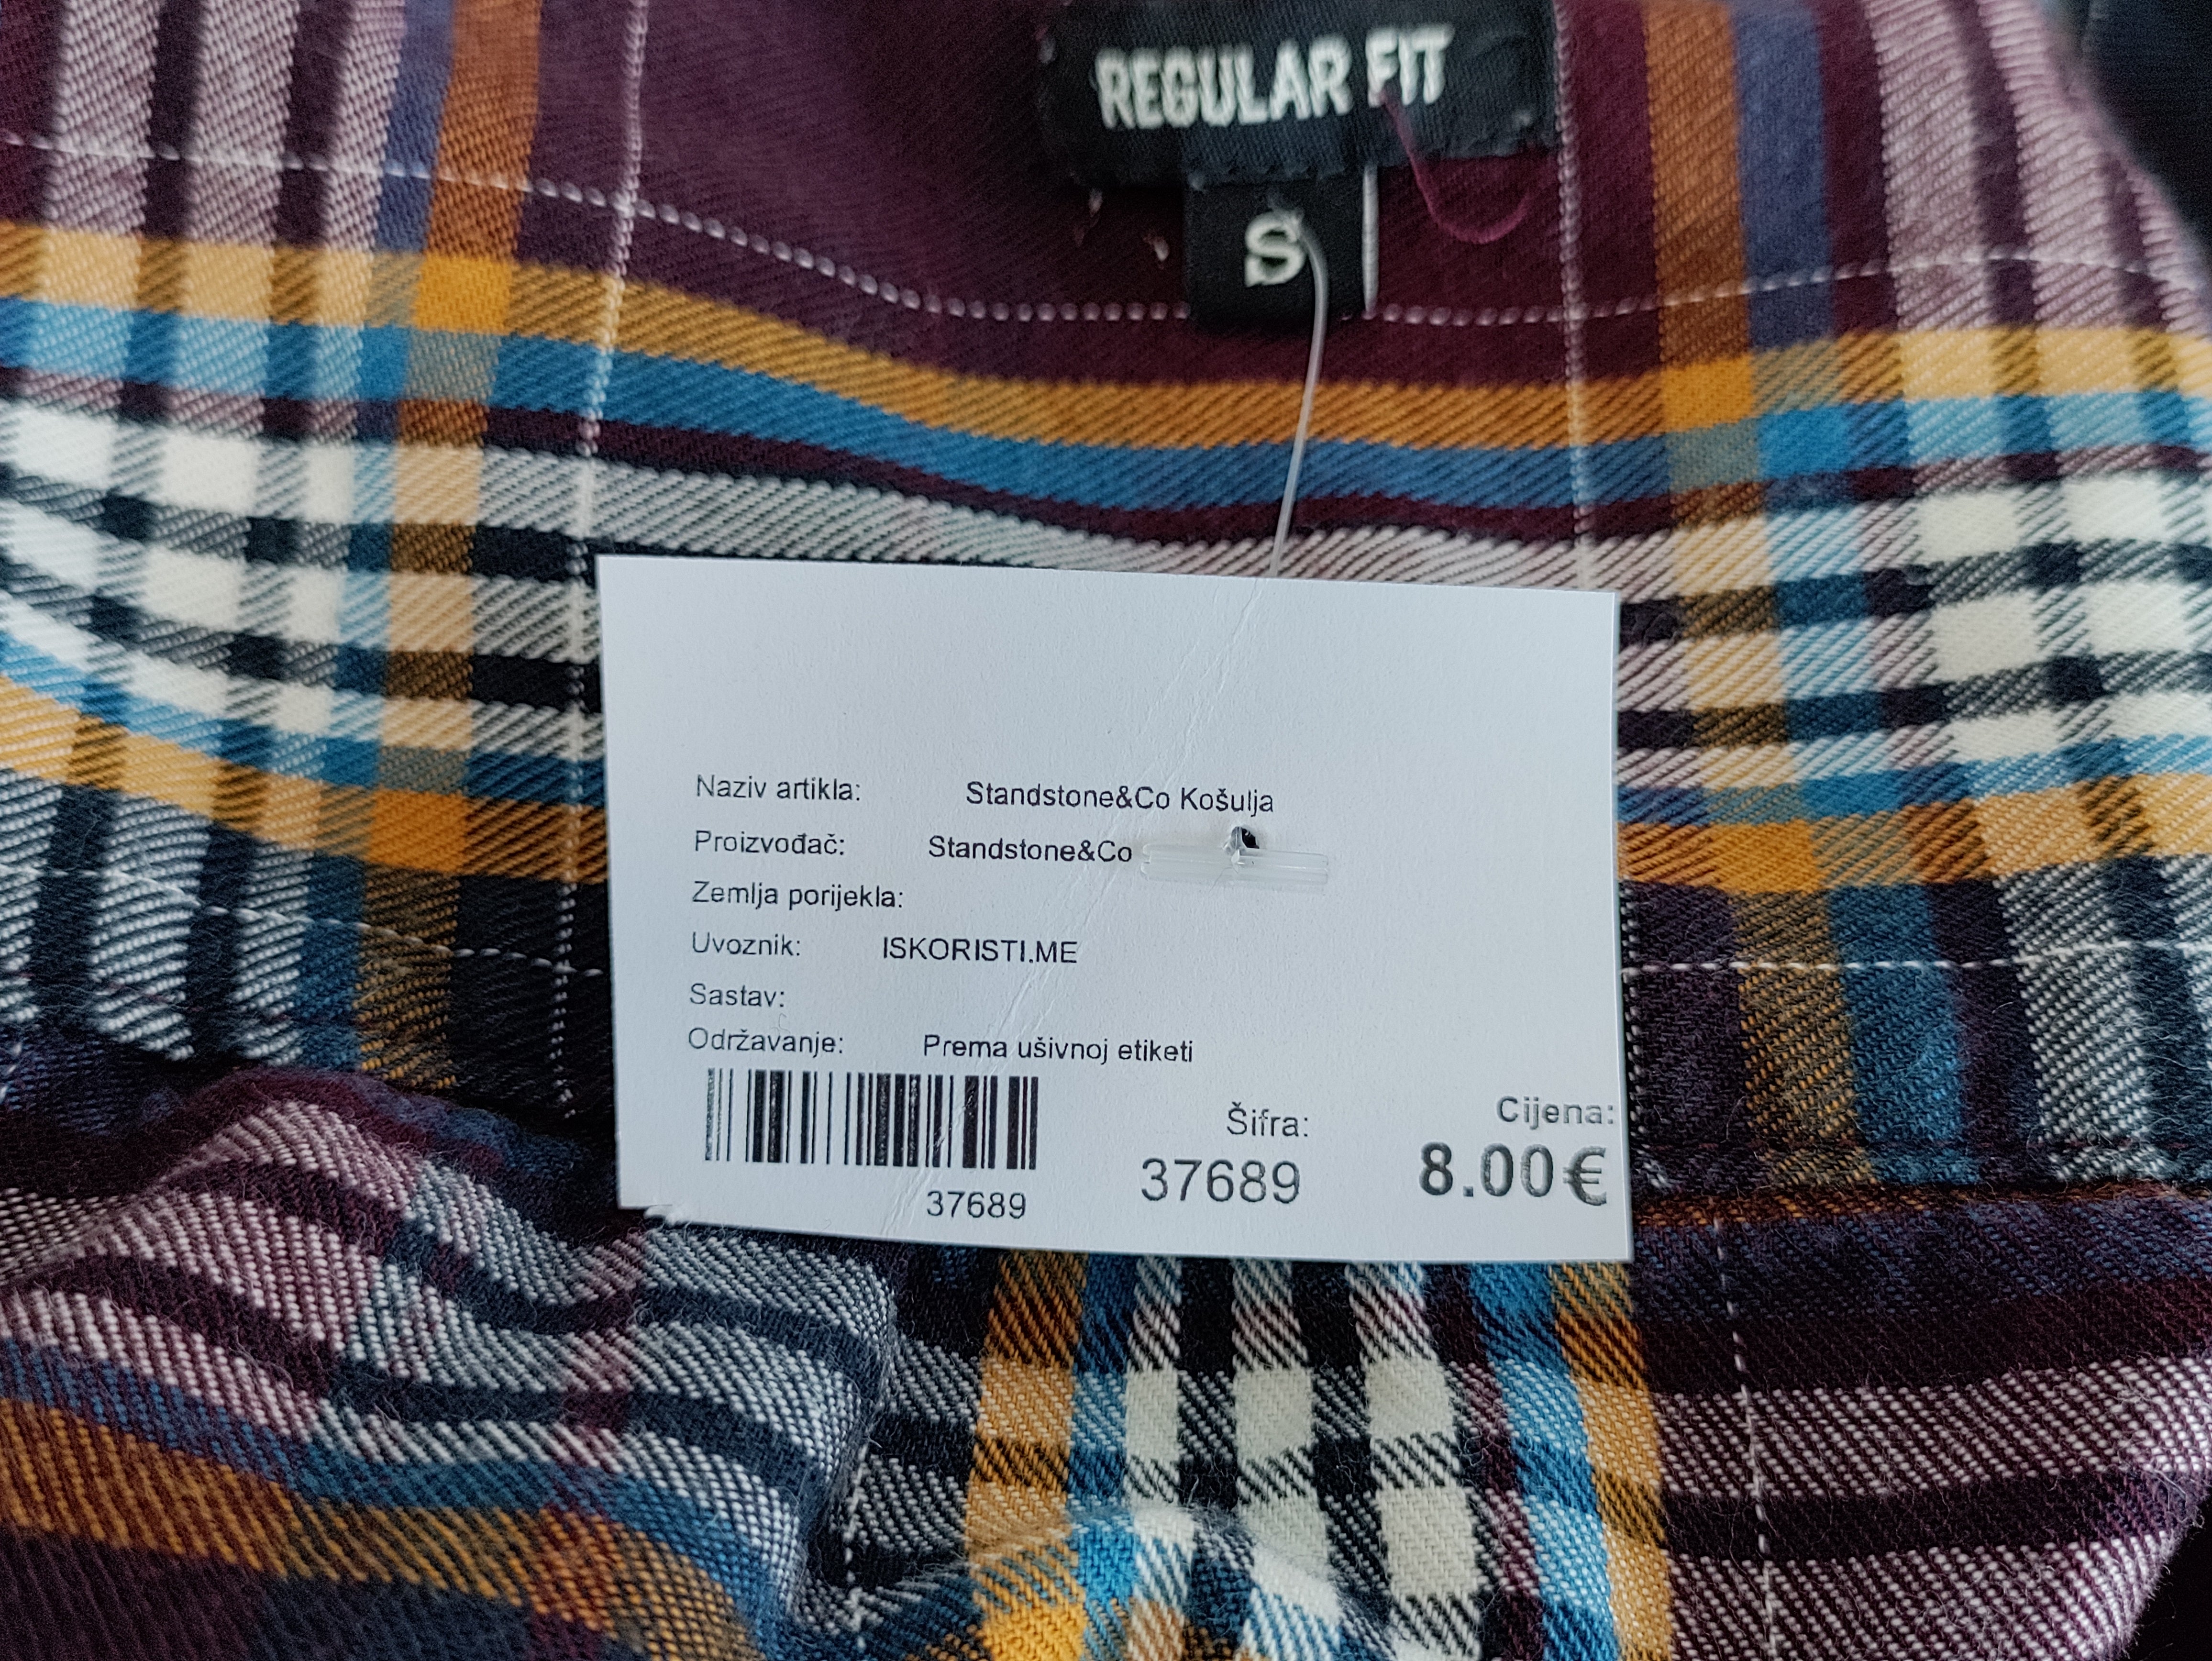 REGULAR FIT
S
Naziv artikla: Standstone&Co Košulja
Proizvođač: Standstone&Co
Zemlja porijekla:
Uvoznik: ISKORISTI.ME
Sastav:
Održavanje: Prema ušivnoj etiketi
37689
Šifra:
37689
Cijena:
8.00€